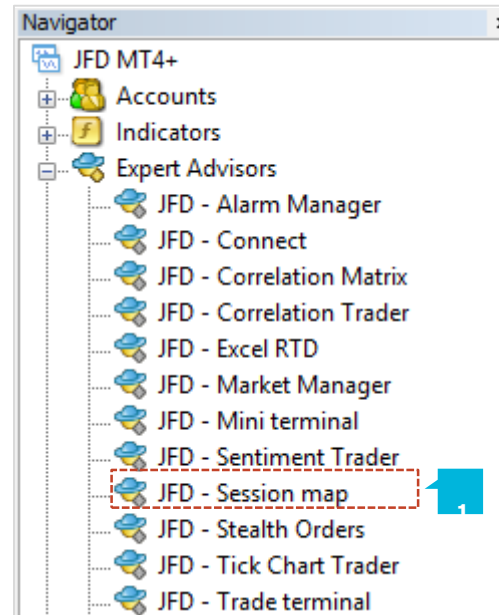 Navigator
JFD MT4+
Accounts
Indicators
Expert Advisors
JFD - Alarm Manager
JFD - Connect
JFD - Correlation Matrix
JFD - Correlation Trader
JFD - Excel RTD
JFD - Market Manager
JFD - Mini terminal
JFD - Sentiment Trader
JFD - Session map
1
JFD - Stealth Orders
JFD - Tick Chart Trader
JFD - Trade terminal